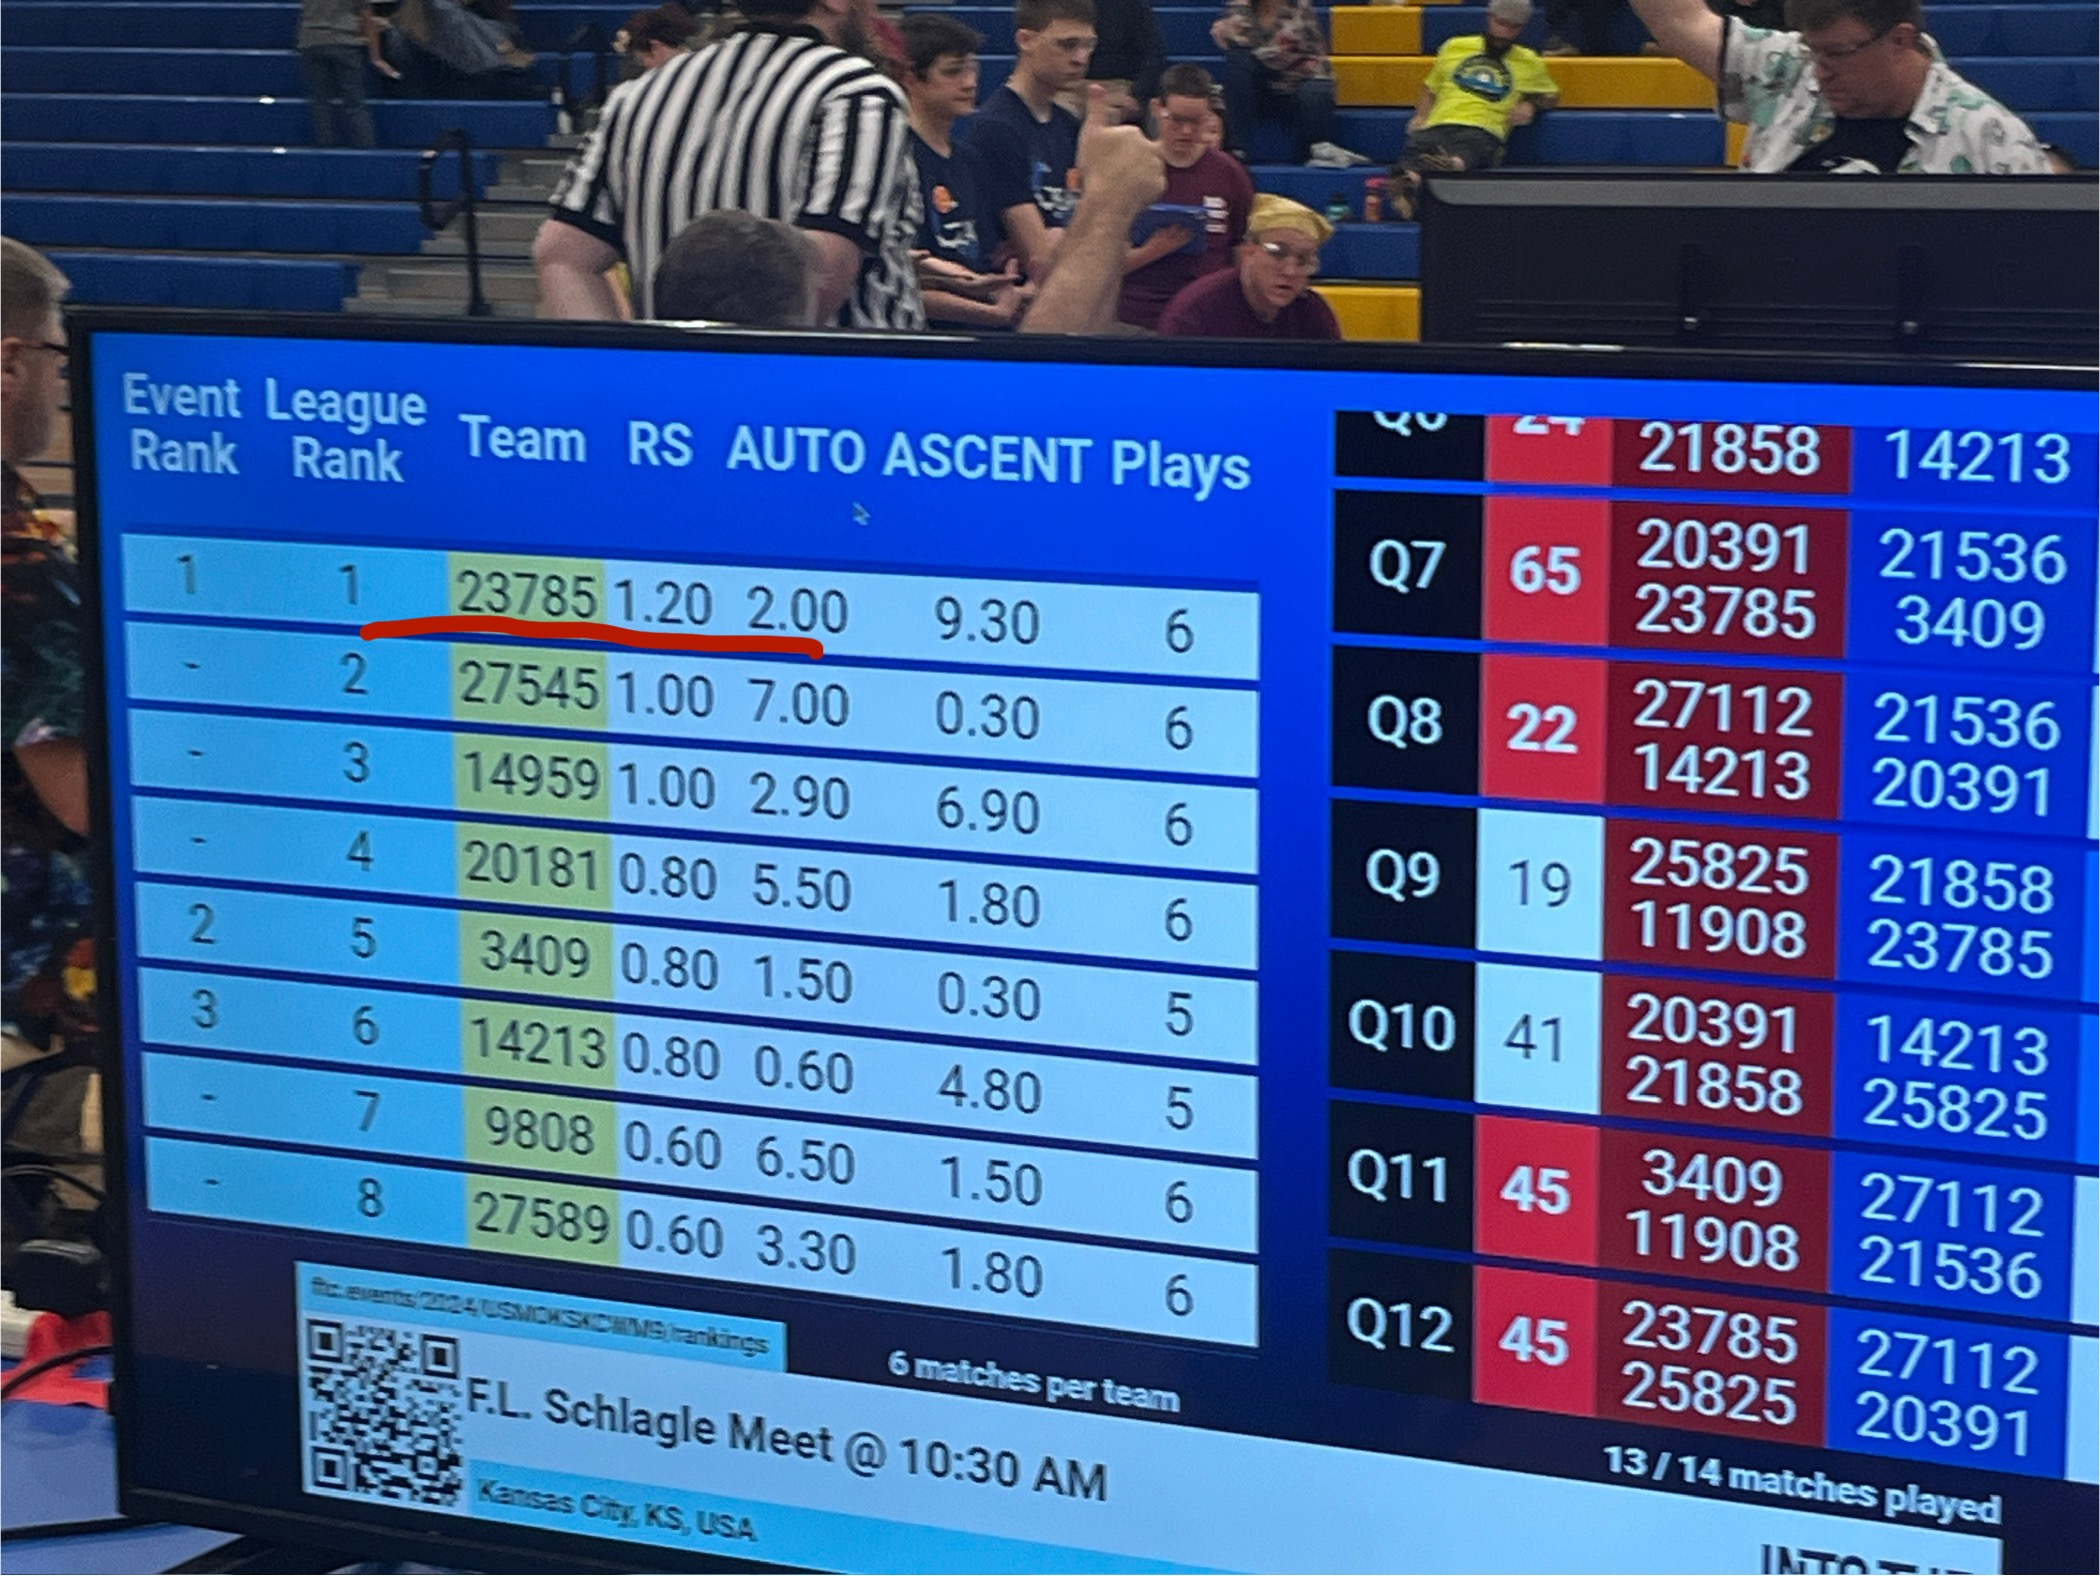 Event League
Rank Rank Team RS AUTO ASCENT Plays
1 1 23785 1.20 2.00 9.30 6
- 2 27545 1.00 7.00 0.30 6
- 3 14959 1.00 2.90 6.90 6
- 4 20181 0.80 5.50 1.80 6
2 5 3409 0.80 1.50 0.30 5
3 6 14213 0.80 0.60 4.80 5
- 7 9808 0.60 6.50 1.50 6
- 8 27589 0.60 3.30 1.80 6
ftc.events/2024/USMOKSKCWM9/rankings
6 matches per team
F.L. Schlagle Meet @ 10:30 AM
Kansas City, KS, USA
Q6 24 21858 14213
Q7 65 20391 21536
23785 3409
Q8 22 27112 21536
14213 20391
Q9 19 25825 21858
11908 23785
Q10 41 20391 14213
21858 25825
Q11 45 3409 27112
11908 21536
Q12 45 23785 27112
25825 20391
13 / 14 matches played
INTO THE